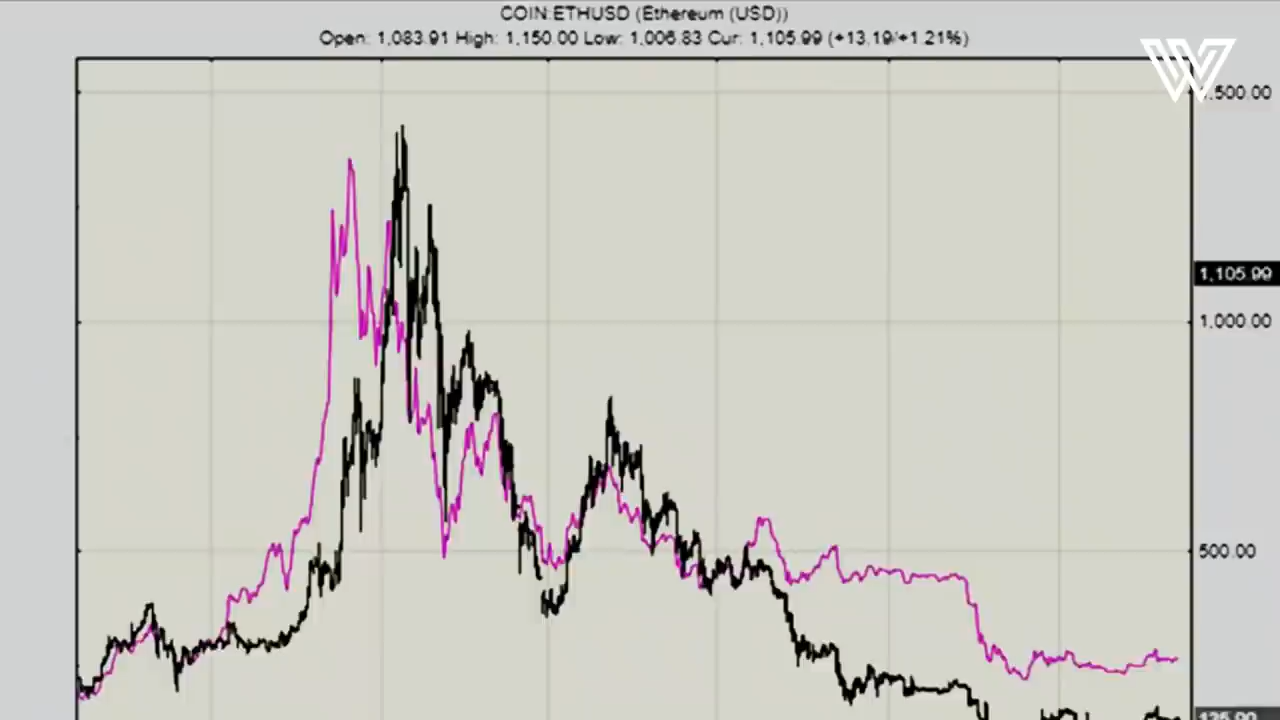 COIN:ETHUSD (Ethereum (USD))
Open: 1,083.91 High: 1,150.00 Low: 1,006.83 Cur: 1,105.99 (+13.19/+1.21%)
W
1,105.99
1,000.00
500.00